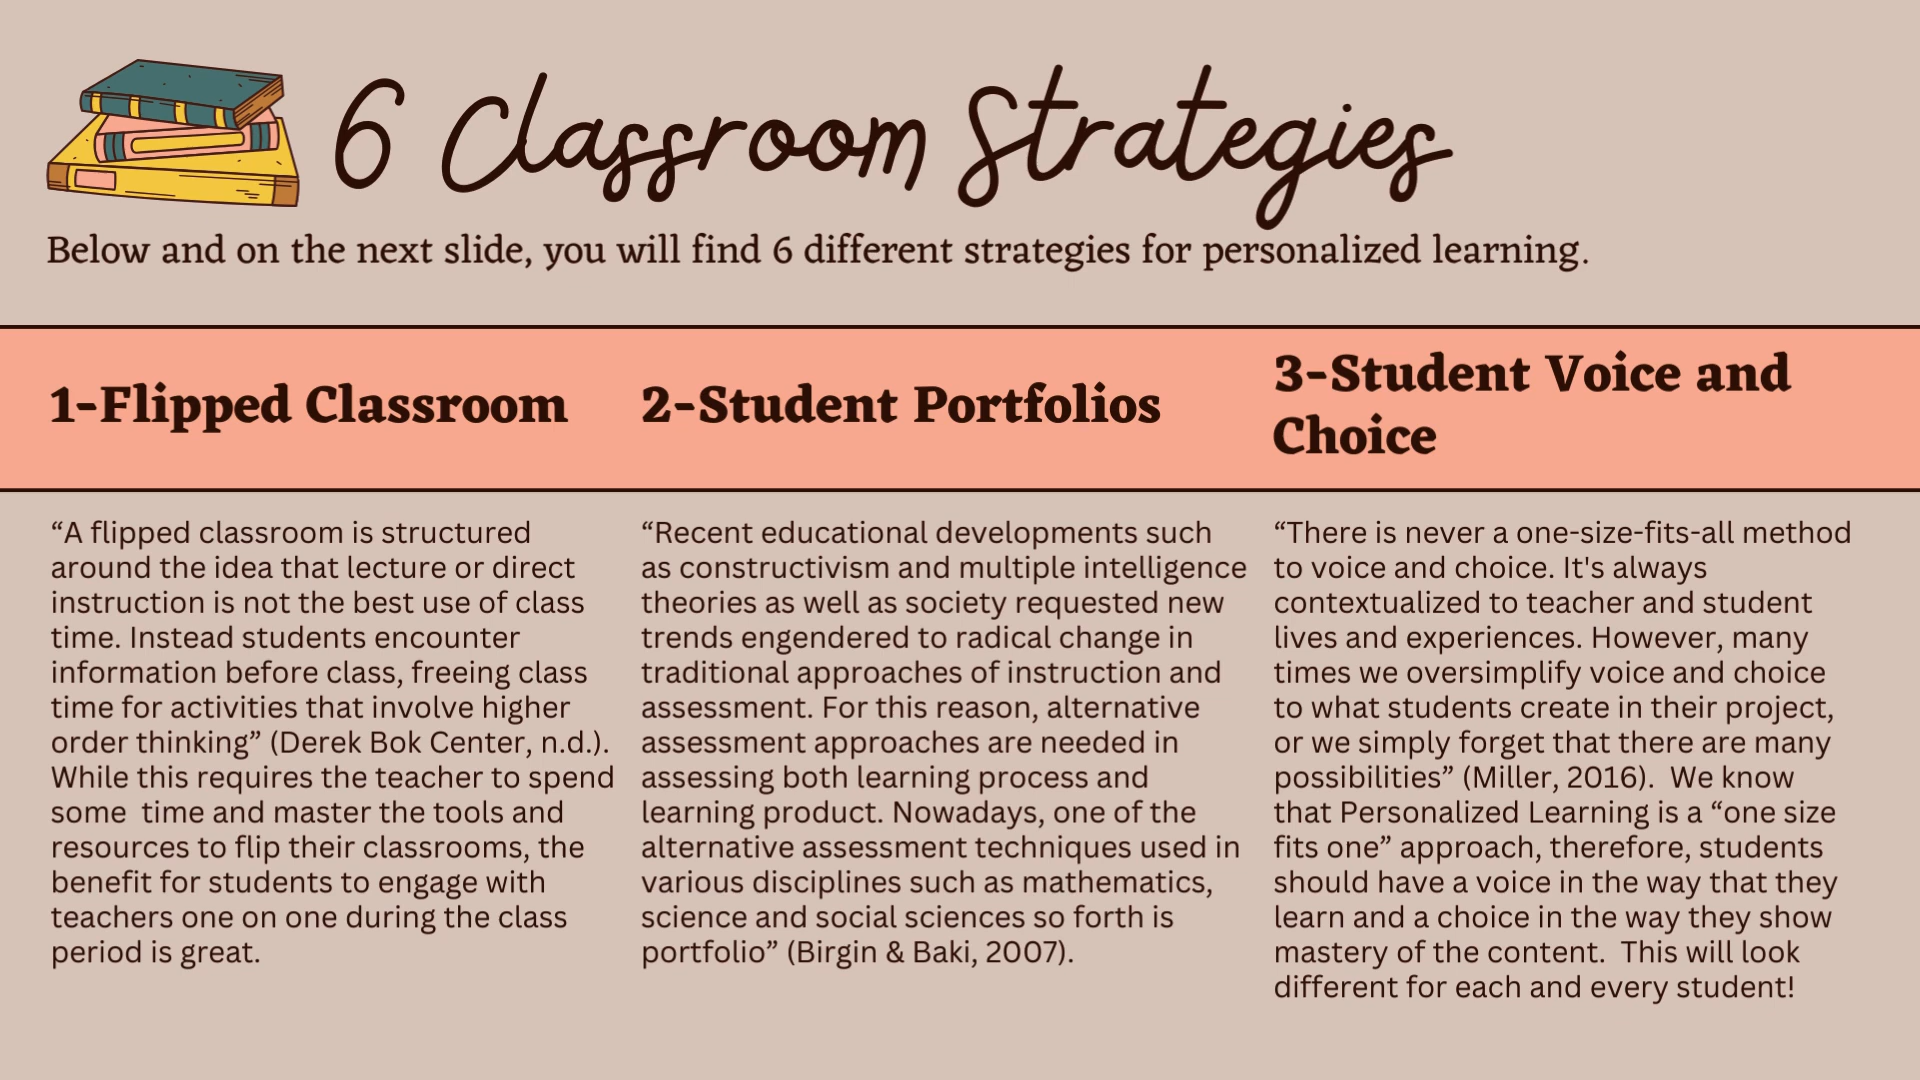 6 Classroom Strategies
Below and on the next slide, you will find 6 different strategies for personalized learning.
1-Flipped Classroom
2-Student Portfolios
3-Student Voice and
Choice
“A flipped classroom is structured
around the idea that lecture or direct
instruction is not the best use of class
time. Instead students encounter
information before class, freeing class
time for activities that involve higher
order thinking” (Derek Bok Center, n.d.).
While this requires the teacher to spend
some  time and master the tools and
resources to flip their classrooms, the
benefit for students to engage with
teachers one on one during the class
period is great.
“Recent educational developments such
as constructivism and multiple intelligence
theories as well as society requested new
trends engendered to radical change in
traditional approaches of instruction and
assessment. For this reason, alternative
assessment approaches are needed in
assessing both learning process and
learning product. Nowadays, one of the
alternative assessment techniques used in
various disciplines such as mathematics,
science and social sciences so forth is
portfolio” (Birgin & Baki, 2007).
“There is never a one-size-fits-all method
to voice and choice. It's always
contextualized to teacher and student
lives and experiences. However, many
times we oversimplify voice and choice
to what students create in their project,
or we simply forget that there are many
possibilities” (Miller, 2016).  We know
that Personalized Learning is a “one size
fits one” approach, therefore, students
should have a voice in the way that they
learn and a choice in the way they show
mastery of the content.  This will look
different for each and every student!